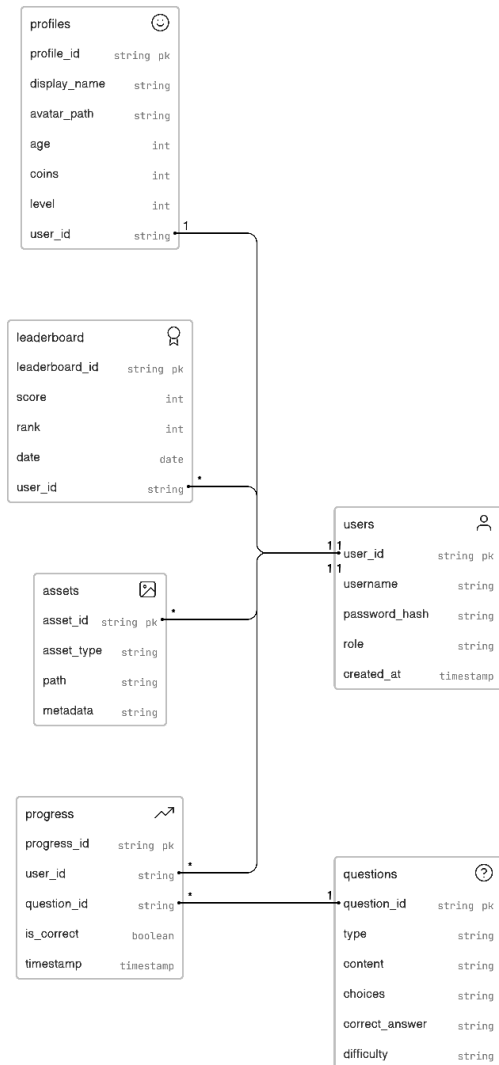 profiles
profile_id string pk
display_name string
avatar_path string
age int
coins int
level int
user_id string 1
leaderboard
leaderboard_id string pk
score int
rank int
date date
user_id string *
users
1 1 user_id string pk
1 1
username string
password_hash string
role string
created_at timestamp
assets
asset_id string pk *
asset_type string
path string
metadata string
progress
progress_id string pk
user_id string *
question_id string *
is_correct boolean
timestamp timestamp
questions
1 question_id string pk
type string
content string
choices string
correct_answer string
difficulty string